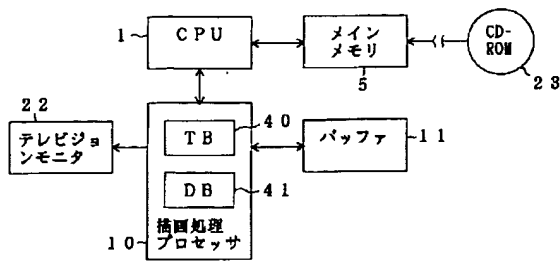 1
CPU
メイン
メモリ
5
CD-
ROM
23
22
テレビジョ
ンモニタ
TB
40
DB
41
描画処理
プロセッサ
10
バッファ
11